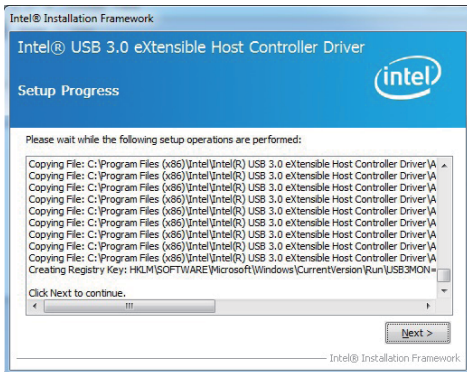 Intel® Installation Framework
Intel® USB 3.0 eXtensible Host Controller Driver
intel
Setup Progress
Please wait while the following setup operations are performed:
Copying File: C:\Program Files (x86)\Intel\Intel(R) USB 3.0 eXtensible Host Controller Driver\A
Copying File: C:\Program Files (x86)\Intel\Intel(R) USB 3.0 eXtensible Host Controller Driver\A
Copying File: C:\Program Files (x86)\Intel\Intel(R) USB 3.0 eXtensible Host Controller Driver\A
Copying File: C:\Program Files (x86)\Intel\Intel(R) USB 3.0 eXtensible Host Controller Driver\A
Copying File: C:\Program Files (x86)\Intel\Intel(R) USB 3.0 eXtensible Host Controller Driver\A
Copying File: C:\Program Files (x86)\Intel\Intel(R) USB 3.0 eXtensible Host Controller Driver\A
Copying File: C:\Program Files (x86)\Intel\Intel(R) USB 3.0 eXtensible Host Controller Driver\A
Copying File: C:\Program Files (x86)\Intel\Intel(R) USB 3.0 eXtensible Host Controller Driver\A
Copying File: C:\Program Files (x86)\Intel\Intel(R) USB 3.0 eXtensible Host Controller Driver\A
Creating Registry Key: HKLM\SOFTWARE\Microsoft\Windows\CurrentVersion\Run\USB3MON=
Click Next to continue.
Next >
Intel® Installation Framework